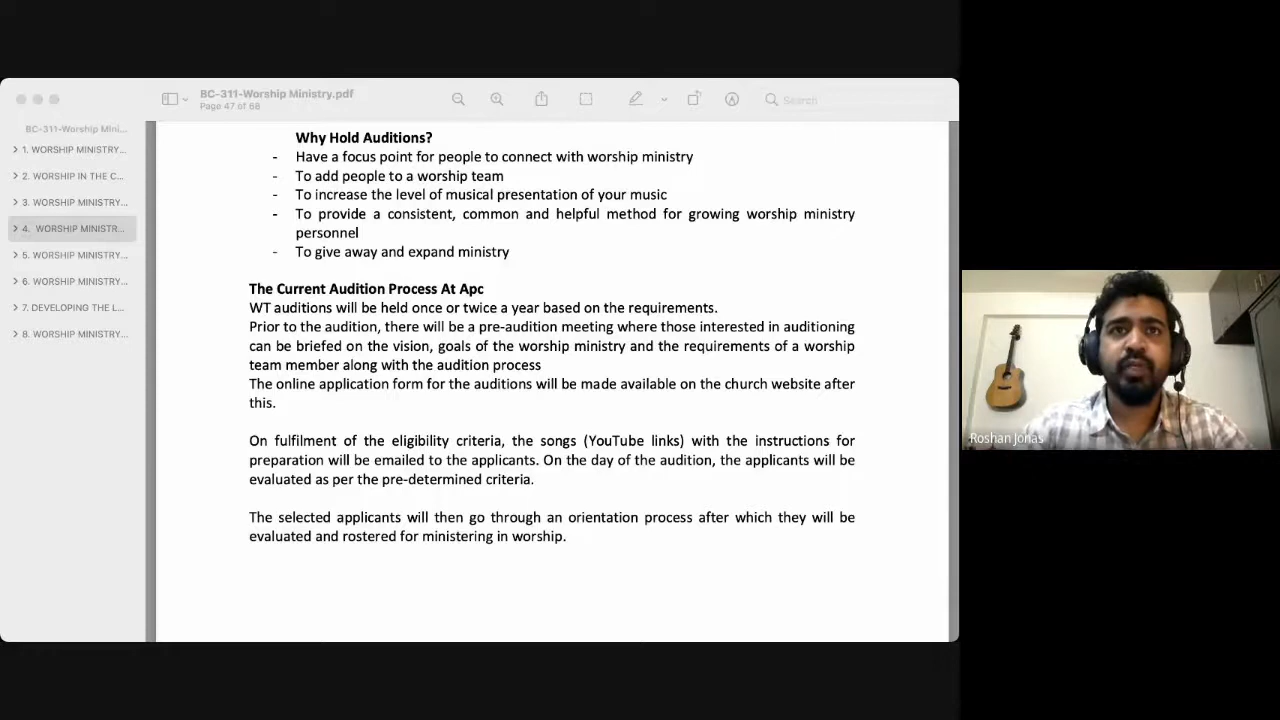 BC-311-Worship Ministry.pdf
Page 47 of 68
Search
BC-311-Worship Mini...
1. WORSHIP MINISTRY...
2. WORSHIP IN THE C...
3. WORSHIP MINISTRY...
4. WORSHIP MINISTR...
5. WORSHIP MINISTRY...
6. WORSHIP MINISTRY...
7. DEVELOPING THE L...
8. WORSHIP MINISTRY...
Why Hold Auditions?
- Have a focus point for people to connect with worship ministry
- To add people to a worship team
- To increase the level of musical presentation of your music
- To provide a consistent, common and helpful method for growing worship ministry
personnel
- To give away and expand ministry
The Current Audition Process At Apc
WT auditions will be held once or twice a year based on the requirements.
Prior to the audition, there will be a pre-audition meeting where those interested in auditioning
can be briefed on the vision, goals of the worship ministry and the requirements of a worship
team member along with the audition process
The online application form for the auditions will be made available on the church website after
this.
On fulfilment of the eligibility criteria, the songs (YouTube links) with the instructions for
preparation will be emailed to the applicants. On the day of the audition, the applicants will be
evaluated as per the pre-determined criteria.
The selected applicants will then go through an orientation process after which they will be
evaluated and rostered for ministering in worship.
Roshan Jonas